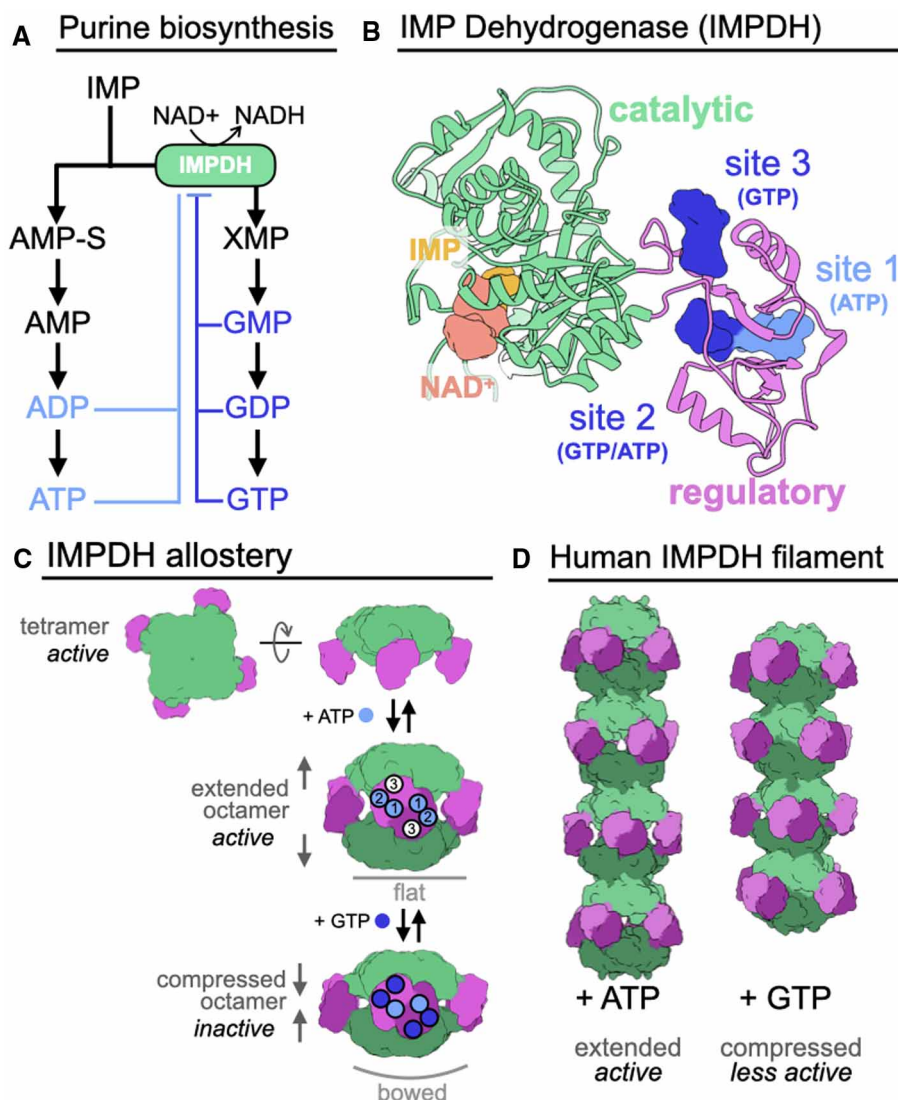 A Purine biosynthesis
IMP
NAD+ NADH
IMPDH
AMP-S XMP
AMP GMP
ADP GDP
ATP GTP
B IMP Dehydrogenase (IMPDH)
catalytic
site 3
(GTP)
IMP
site 1
(ATP)
NAD+
site 2
(GTP/ATP)
regulatory
C IMPDH allostery
tetramer
active
+ ATP
extended
octamer
active
3
2 1 1 2
3
flat
+ GTP
compressed
octamer
inactive
bowed
D Human IMPDH filament
+ ATP
extended
active
+ GTP
compressed
less active